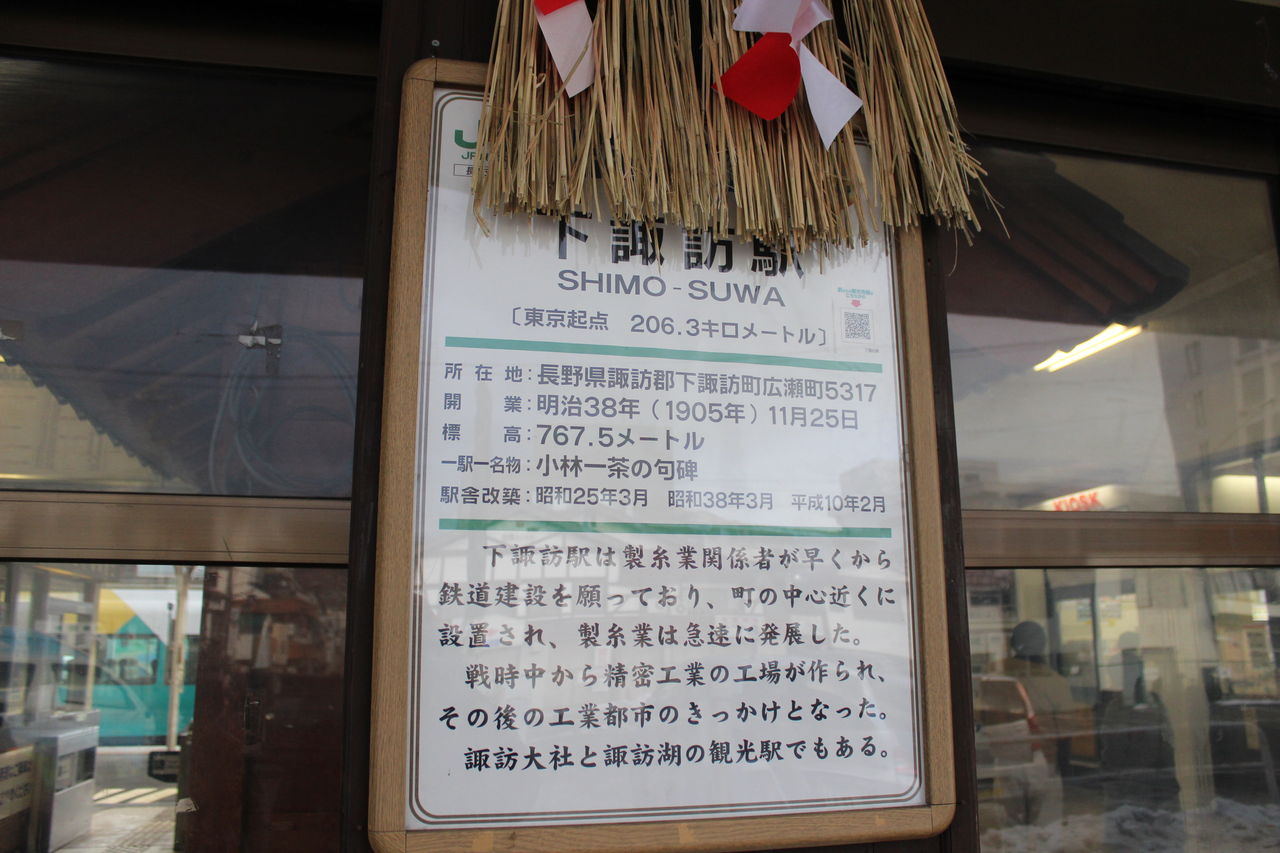 下諏訪駅
SHIMO-SUWA
〔東京起点 206.3キロメートル〕
所在地:長野県諏訪郡下諏訪町広瀬町5317
開業:明治38年(1905年)11月25日
標高:767.5メートル
一駅一名物:小林一茶の句碑
駅舎改築:昭和25年3月 昭和38年3月 平成10年2月
下諏訪駅は製糸業関係者が早くから
鉄道建設を願っており、町の中心近くに
設置され、製糸業は急速に発展した。
戦時中から精密工業の工場が作られ、
その後の工業都市のきっかけとなった。
諏訪大社と諏訪湖の観光駅でもある。
KIOSK